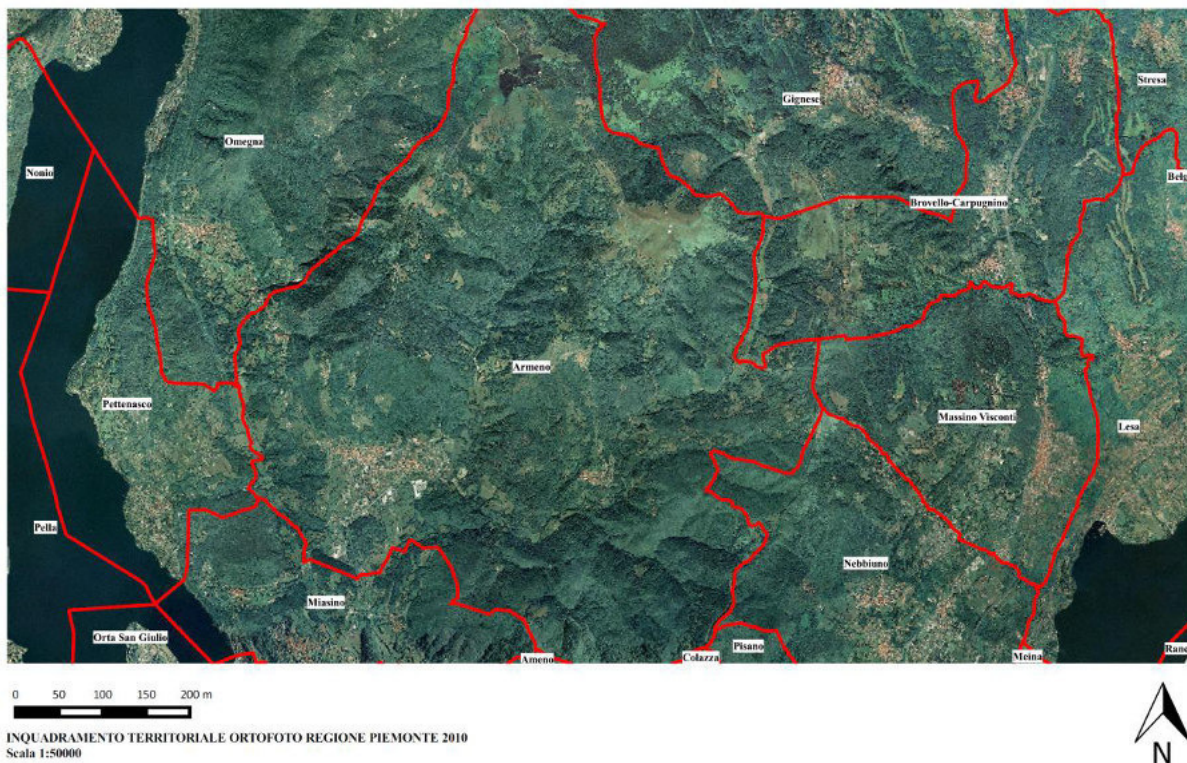 Stresa
Gignese
Omegna
Nonio
Belg
Brovello-Carpugnino
Armeno
Pettenasco
Massino Visconti
Lesa
Pella
Nebbiuno
Miasino
Orta San Giulio
Pisano
Ameno
Colazza
Meina
Ranc
0 50 100 150 200 m
INQUADRAMENTO TERRITORIALE ORTOFOTO REGIONE PIEMONTE 2010
Scala 1:50000
N